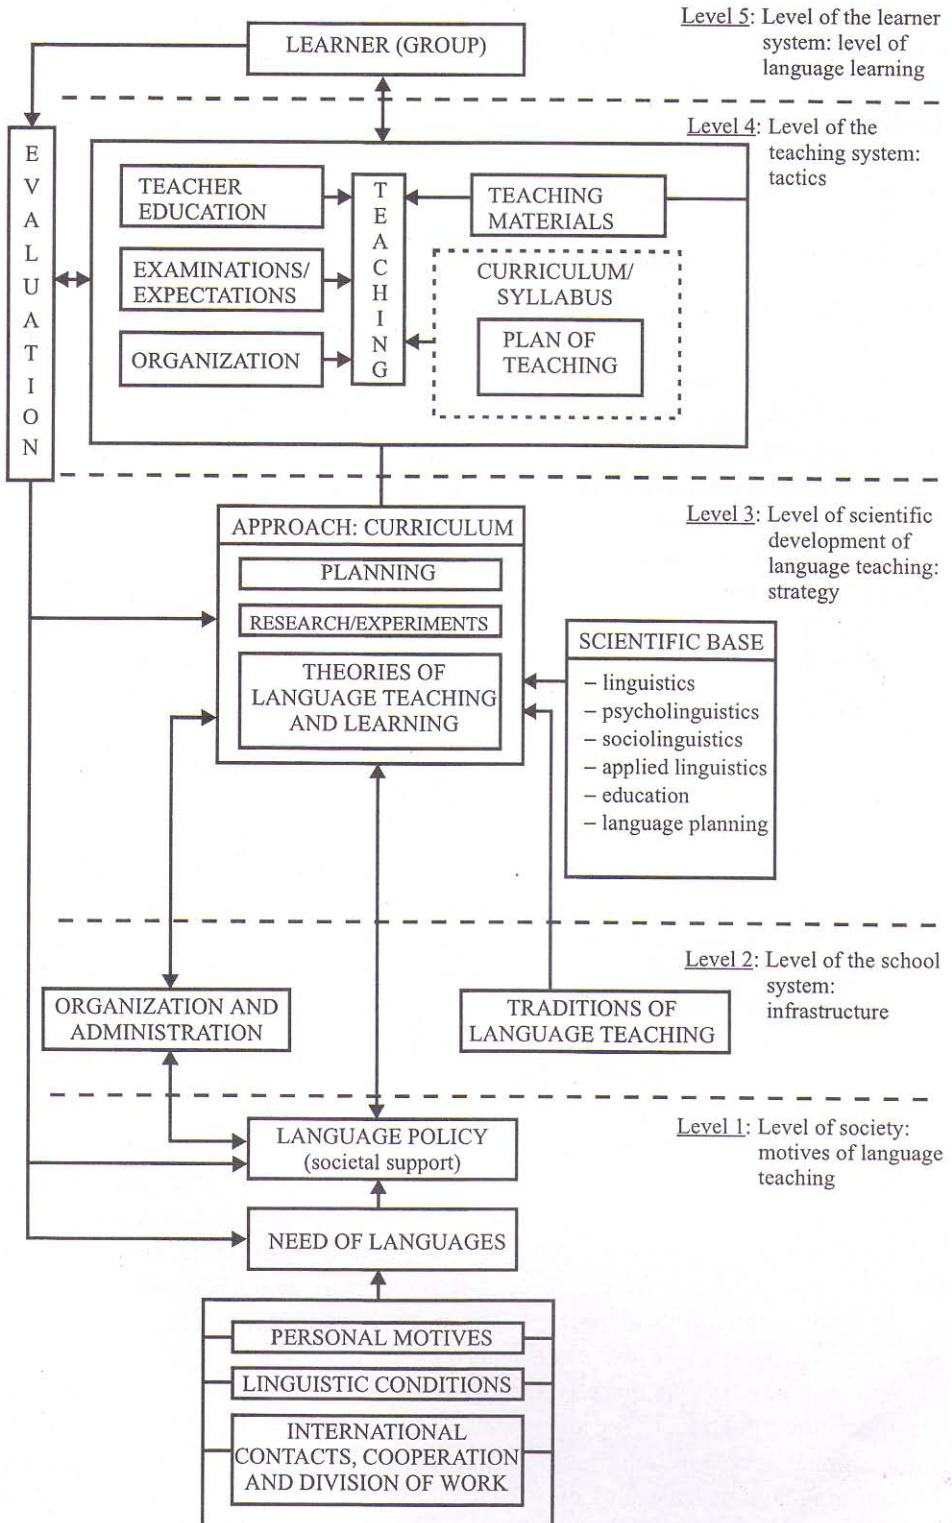 Level 5: Level of the learner
system: level of
language learning
LEARNER (GROUP)
EVALUATION
Level 4: Level of the
teaching system:
tactics
TEACHER
EDUCATION
EXAMINATIONS/
EXPECTATIONS
ORGANIZATION
TEACHING
TEACHING
MATERIALS
CURRICULUM/
SYLLABUS
PLAN OF
TEACHING
Level 3: Level of scientific
development of
language teaching:
strategy
APPROACH: CURRICULUM
PLANNING
RESEARCH/EXPERIMENTS
THEORIES OF
LANGUAGE TEACHING
AND LEARNING
SCIENTIFIC BASE
– linguistics
– psycholinguistics
– sociolinguistics
– applied linguistics
– education
– language planning
Level 2: Level of the school
system:
infrastructure
ORGANIZATION AND
ADMINISTRATION
TRADITIONS OF
LANGUAGE TEACHING
Level 1: Level of society:
motives of language
teaching
LANGUAGE POLICY
(societal support)
NEED OF LANGUAGES
PERSONAL MOTIVES
LINGUISTIC CONDITIONS
INTERNATIONAL
CONTACTS, COOPERATION
AND DIVISION OF WORK